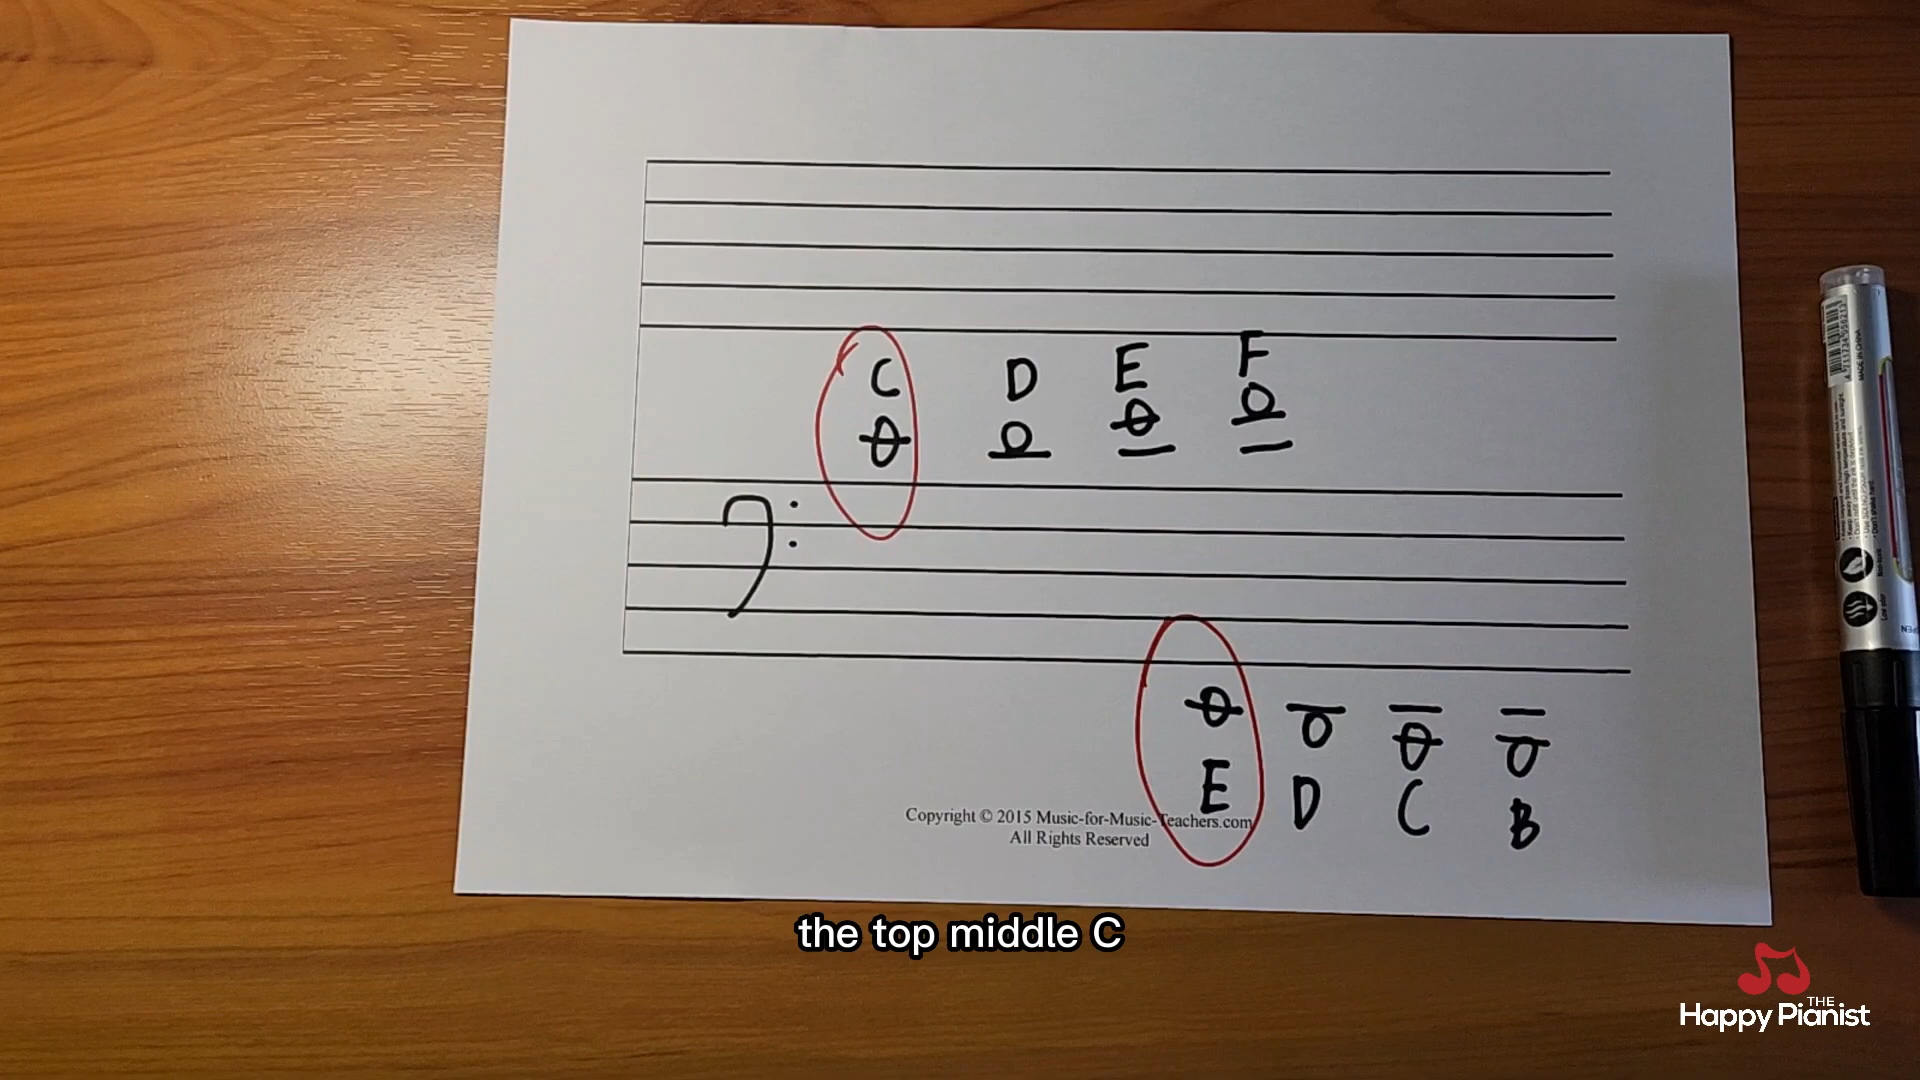 C D E F
E D C B
Copyright © 2015 Music-for-Music-Teachers.com
All Rights Reserved
the top middle C
THE
Happy Pianist